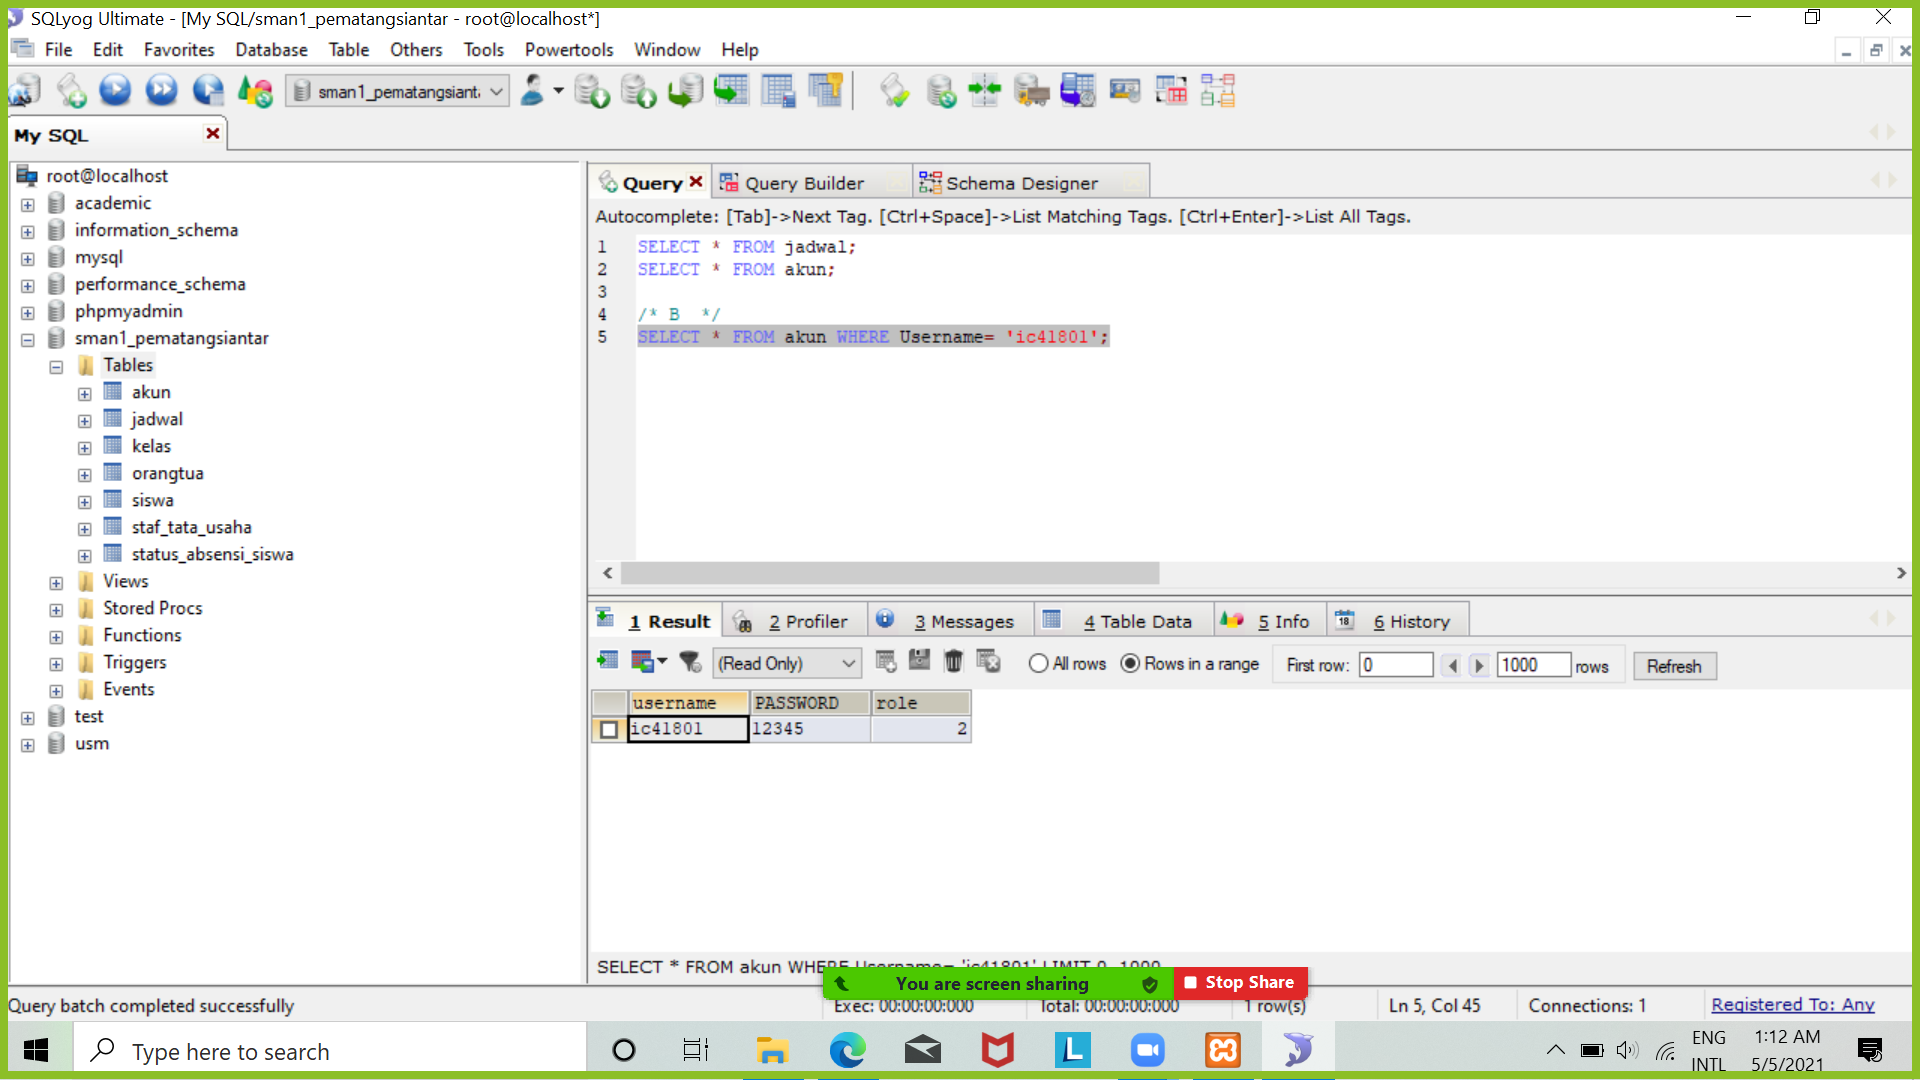 SQLyog Ultimate - [My SQL/sman1_pematangsiantar - root@localhost*]
File Edit Favorites Database Table Others Tools Powertools Window Help
sman1_pematangsiant
My SQL
root@localhost
academic
information_schema
mysql
performance_schema
phpmyadmin
sman1_pematangsiantar
Tables
akun
jadwal
kelas
orangtua
siswa
staf_tata_usaha
status_absensi_siswa
Views
Stored Procs
Functions
Triggers
Events
test
usm
Query Query Builder Schema Designer
Autocomplete: [Tab]->Next Tag. [Ctrl+Space]->List Matching Tags. [Ctrl+Enter]->List All Tags.
1 SELECT * FROM jadwal;
2 SELECT * FROM akun;
3
4 /* B */
5 SELECT * FROM akun WHERE Username= 'ic41801';
1 Result 2 Profiler 3 Messages 4 Table Data 5 Info 18 6 History
(Read Only) All rows Rows in a range First row: 0 1000 rows Refresh
username PASSWORD role
ic41801 12345 2
SELECT * FROM akun WHERE Username= 'ic41801' LIMIT 0, 1000
You are screen sharing Stop Share
Query batch completed successfully Exec: 00:00:00:000 Total: 00:00:00:000 1 row(s) Ln 5, Col 45 Connections: 1 Registered To: Any
Type here to search
L
ENG
INTL
1:12 AM
5/5/2021